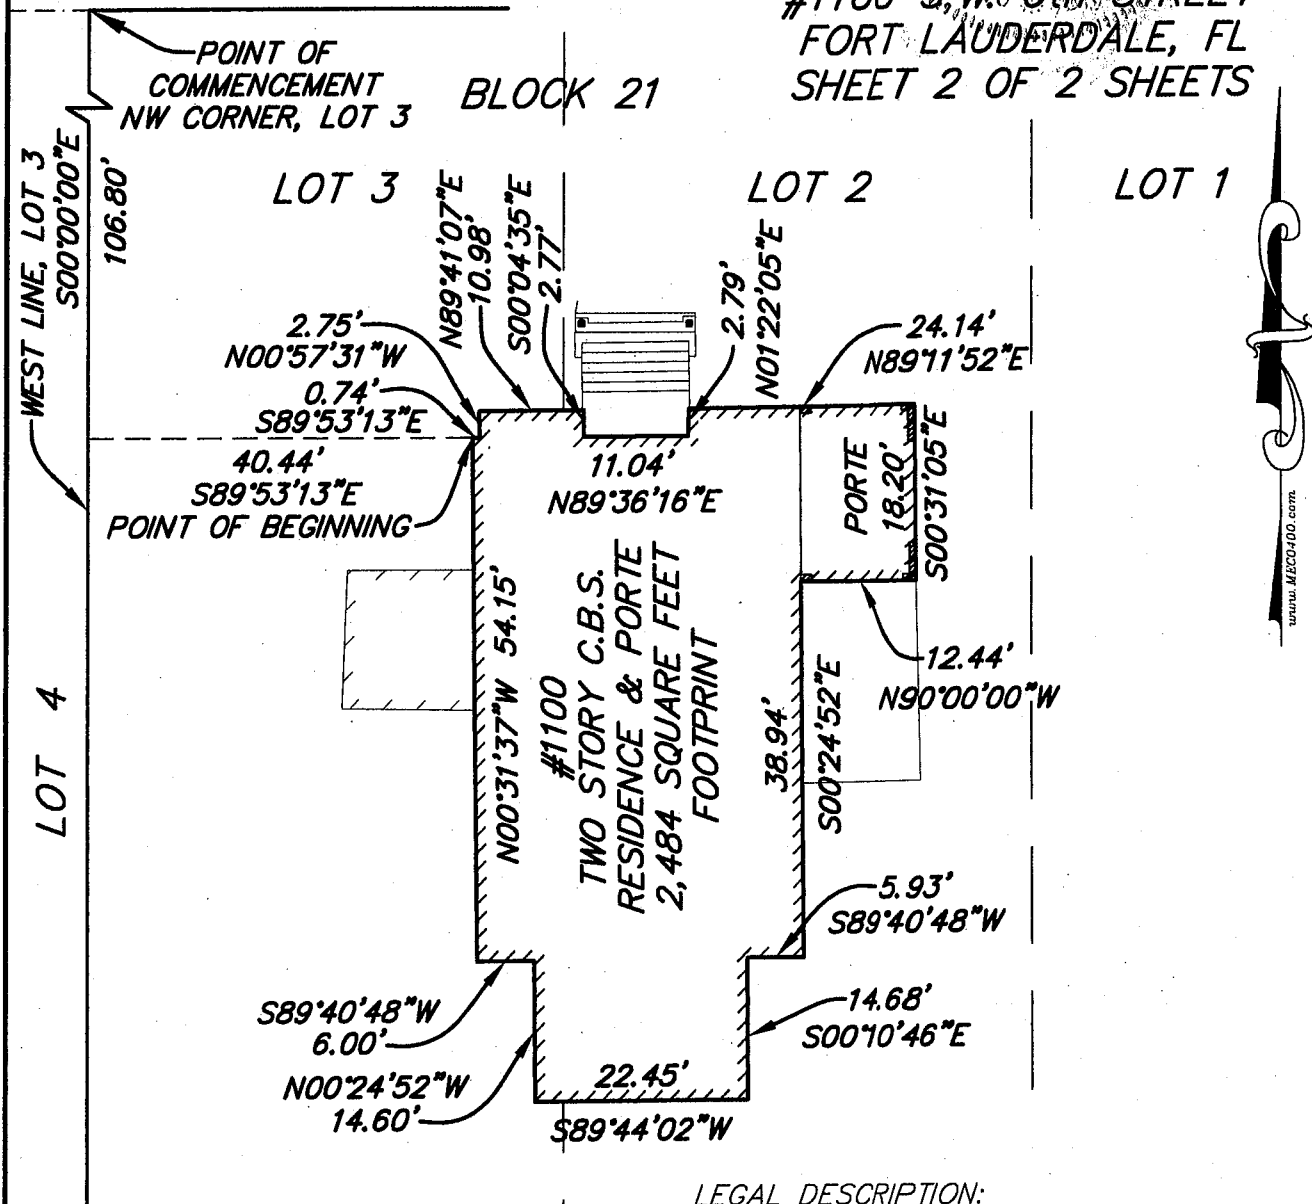 #1100 S.W. STREET
FORT LAUDERDALE, FL
SHEET 2 OF 2 SHEETS
POINT OF
COMMENCEMENT
NW CORNER, LOT 3
BLOCK 21
WEST LINE, LOT 3
S00°00'00"E
106.80'
LOT 3
LOT 2
LOT 1
N89°41'07"E
10.98'
S00°04'35"E
2.77'
2.79'
N01°22'05"E
2.75'
N00°57'31"W
0.74'
S89°53'13"E
24.14'
N89°11'52"E
40.44'
S89°53'13"E
POINT OF BEGINNING
11.04'
N89°36'16"E
PORTE
18.20'
S00°31'05"E
www.MECO400.com
N00°31'37"W 54.15'
#1100
TWO STORY C.B.S.
RESIDENCE & PORTE
2,484 SQUARE FEET
FOOTPRINT
38.94'
S00°24'52"E
12.44'
N90°00'00"W
LOT 4
5.93'
S89°40'48"W
S89°40'48"W
6.00'
14.68'
S00°10'46"E
N00°24'52"W
14.60'
22.45'
S89°44'02"W
LEGAL DESCRIPTION: